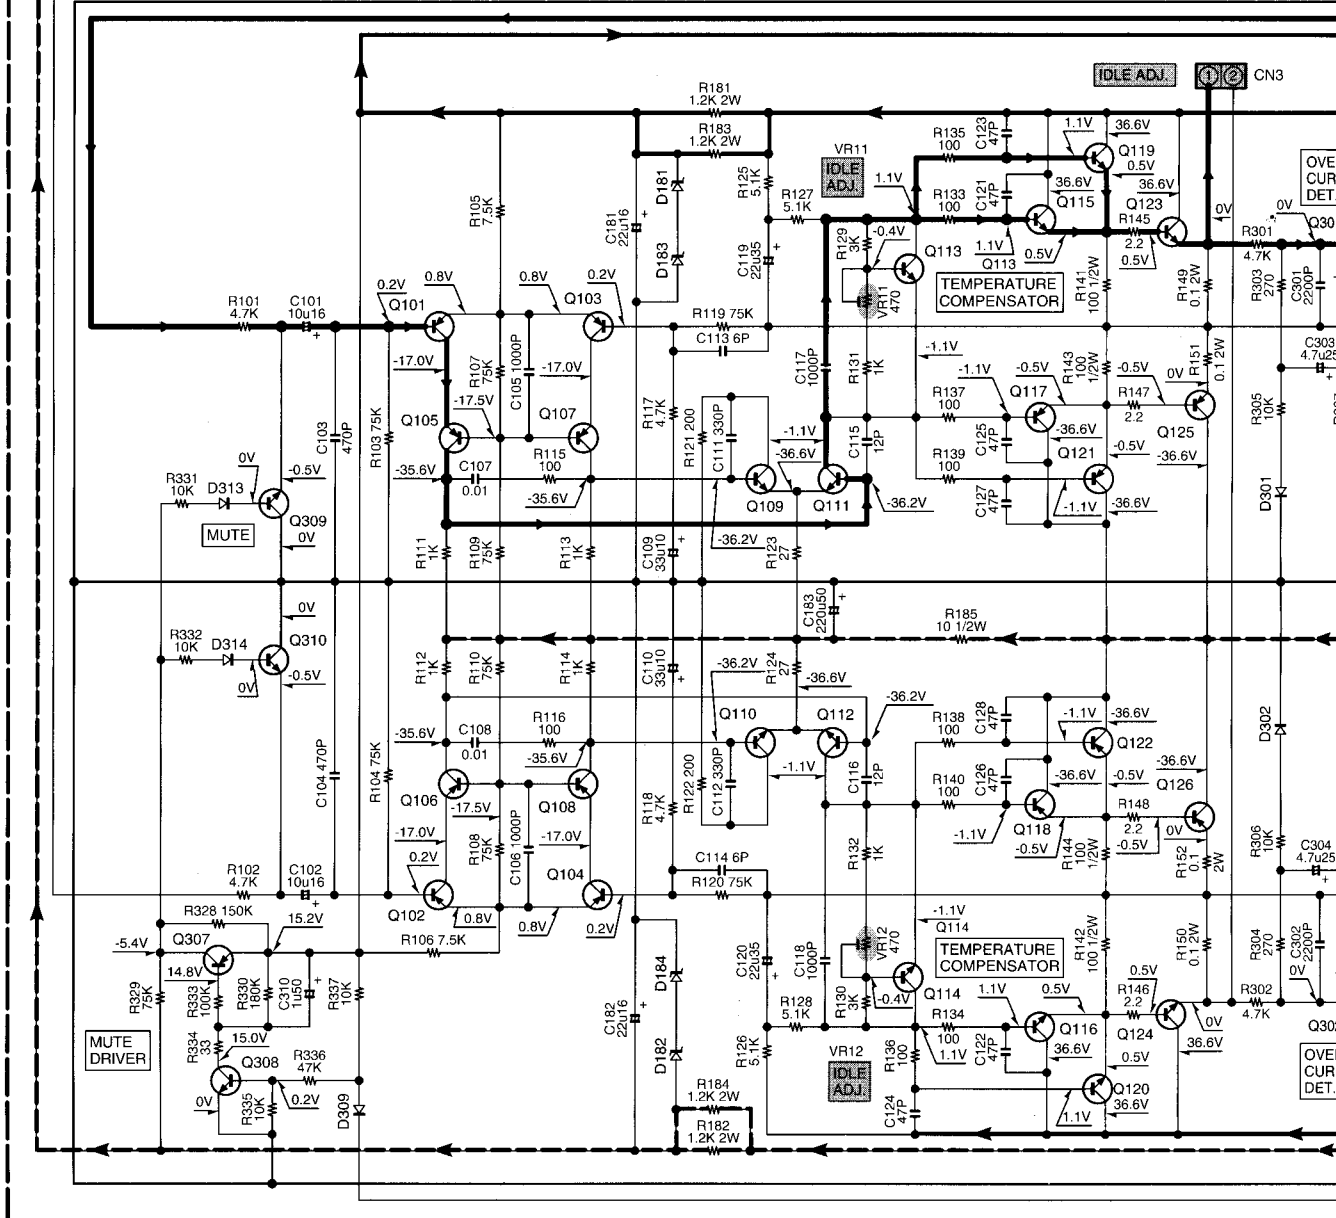 IDLE ADJ.
1 2
CN3
R181
1.2K 2W
R183
1.2K 2W
VR11
IDLE
ADJ.
1.1V
R135
100
C123
47P
1.1V
36.6V
Q119
0.5V
OVE
CUR
DET.
D181
R125
5.1K
R127
5.1K
R133
100
C121
47P
36.6V
Q115
36.6V
Q123
0V
0V
Q30
R105
7.5K
C181
22u16
+
D183
C119
22u35
+
R129
3K
-0.4V
Q113
1.1V
Q113
0.5V
R145
2.2
0.5V
R301
4.7K
TEMPERATURE
COMPENSATOR
VR11
470
R141
100 1/2W
R149
0.1 2W
R303
270
C301
2200P
0.2V
Q101
0.8V
0.8V
0.2V
Q103
R101
4.7K
C101
10u16
+
R119 75K
C113 6P
C117
1000P
R131
1K
-1.1V
C303
4.7u25
+
-17.0V
R107
75K
C105 1000P
-17.0V
R143
100
1/2W
R151
0.1 2W
-1.1V
R137
100
Q117
-0.5V
-0.5V
R147
2.2
0V
Q125
-17.5V
Q105
Q107
R117
4.7K
R121 200
C111 330P
-1.1V
-36.6V
C115
12P
C125
47P
-36.6V
Q121
-0.5V
-36.6V
R305
10K
C103
470P
R103 75K
-35.6V
C107
0.01
R115
100
-35.6V
Q109
Q111
-36.2V
R139
100
C127
47P
-1.1V
-36.6V
D301
R331
10K
D313
0V
-0.5V
Q309
0V
MUTE
R111
1K
R109
75K
R113
1K
C109
33u10
+
-36.2V
R123
27
C183
220u50
+
0V
R332
10K
D314
Q310
0V
-0.5V
R185
10 1/2W
R112
1K
R110
75K
R114
1K
C110
33u10
+
-36.2V
R124
27
-36.6V
Q110
Q112
-36.2V
R138
100
C128
47P
-1.1V
-36.6V
Q122
D302
-35.6V
C108
0.01
R116
100
-35.6V
-1.1V
C116
12P
R140
100
C126
47P
-36.6V
-0.5V
-36.6V
Q126
C104 470P
R104 75K
Q106
-17.5V
Q108
R118
4.7K
R122 200
C112 330P
-1.1V
Q118
-0.5V
R148
2.2
-0.5V
0V
-17.0V
R108
75K
C106 1000P
-17.0V
R132
1K
R144
100
1/2W
R152
0.1
2W
R306
10K
C304
4.7u25
+
R102
4.7K
C102
10u16
+
0.2V
Q102
0.8V
0.8V
Q104
0.2V
C114 6P
R120 75K
R328 150K
15.2V
-5.4V
Q307
R106 7.5K
-1.1V
Q114
TEMPERATURE
COMPENSATOR
VR12
470
R142
100 1/2W
R150
0.1 2W
R304
270
C302
2200P
14.8V
R329
75K
R333
100K
R330
180K
C310
1u50
+
R337
10K
D184
C182
22u16
+
C120
22u35
+
C118
1000P
R130
3K
-0.4V
Q114
1.1V
0.5V
0.5V
R146
2.2
Q124
0V
R302
4.7K
0V
R128
5.1K
R134
100
Q116
0V
36.6V
Q302
MUTE
DRIVER
R334
33
15.0V
Q308
R336
47K
D182
R126
5.1K
VR12
IDLE
ADJ.
R136
100
1.1V
C122
47P
36.6V
0.5V
Q120
36.6V
OVE
CUR
DET.
0V
R335
10K
0.2V
D309
R184
1.2K 2W
R182
1.2K 2W
C124
47P
1.1V